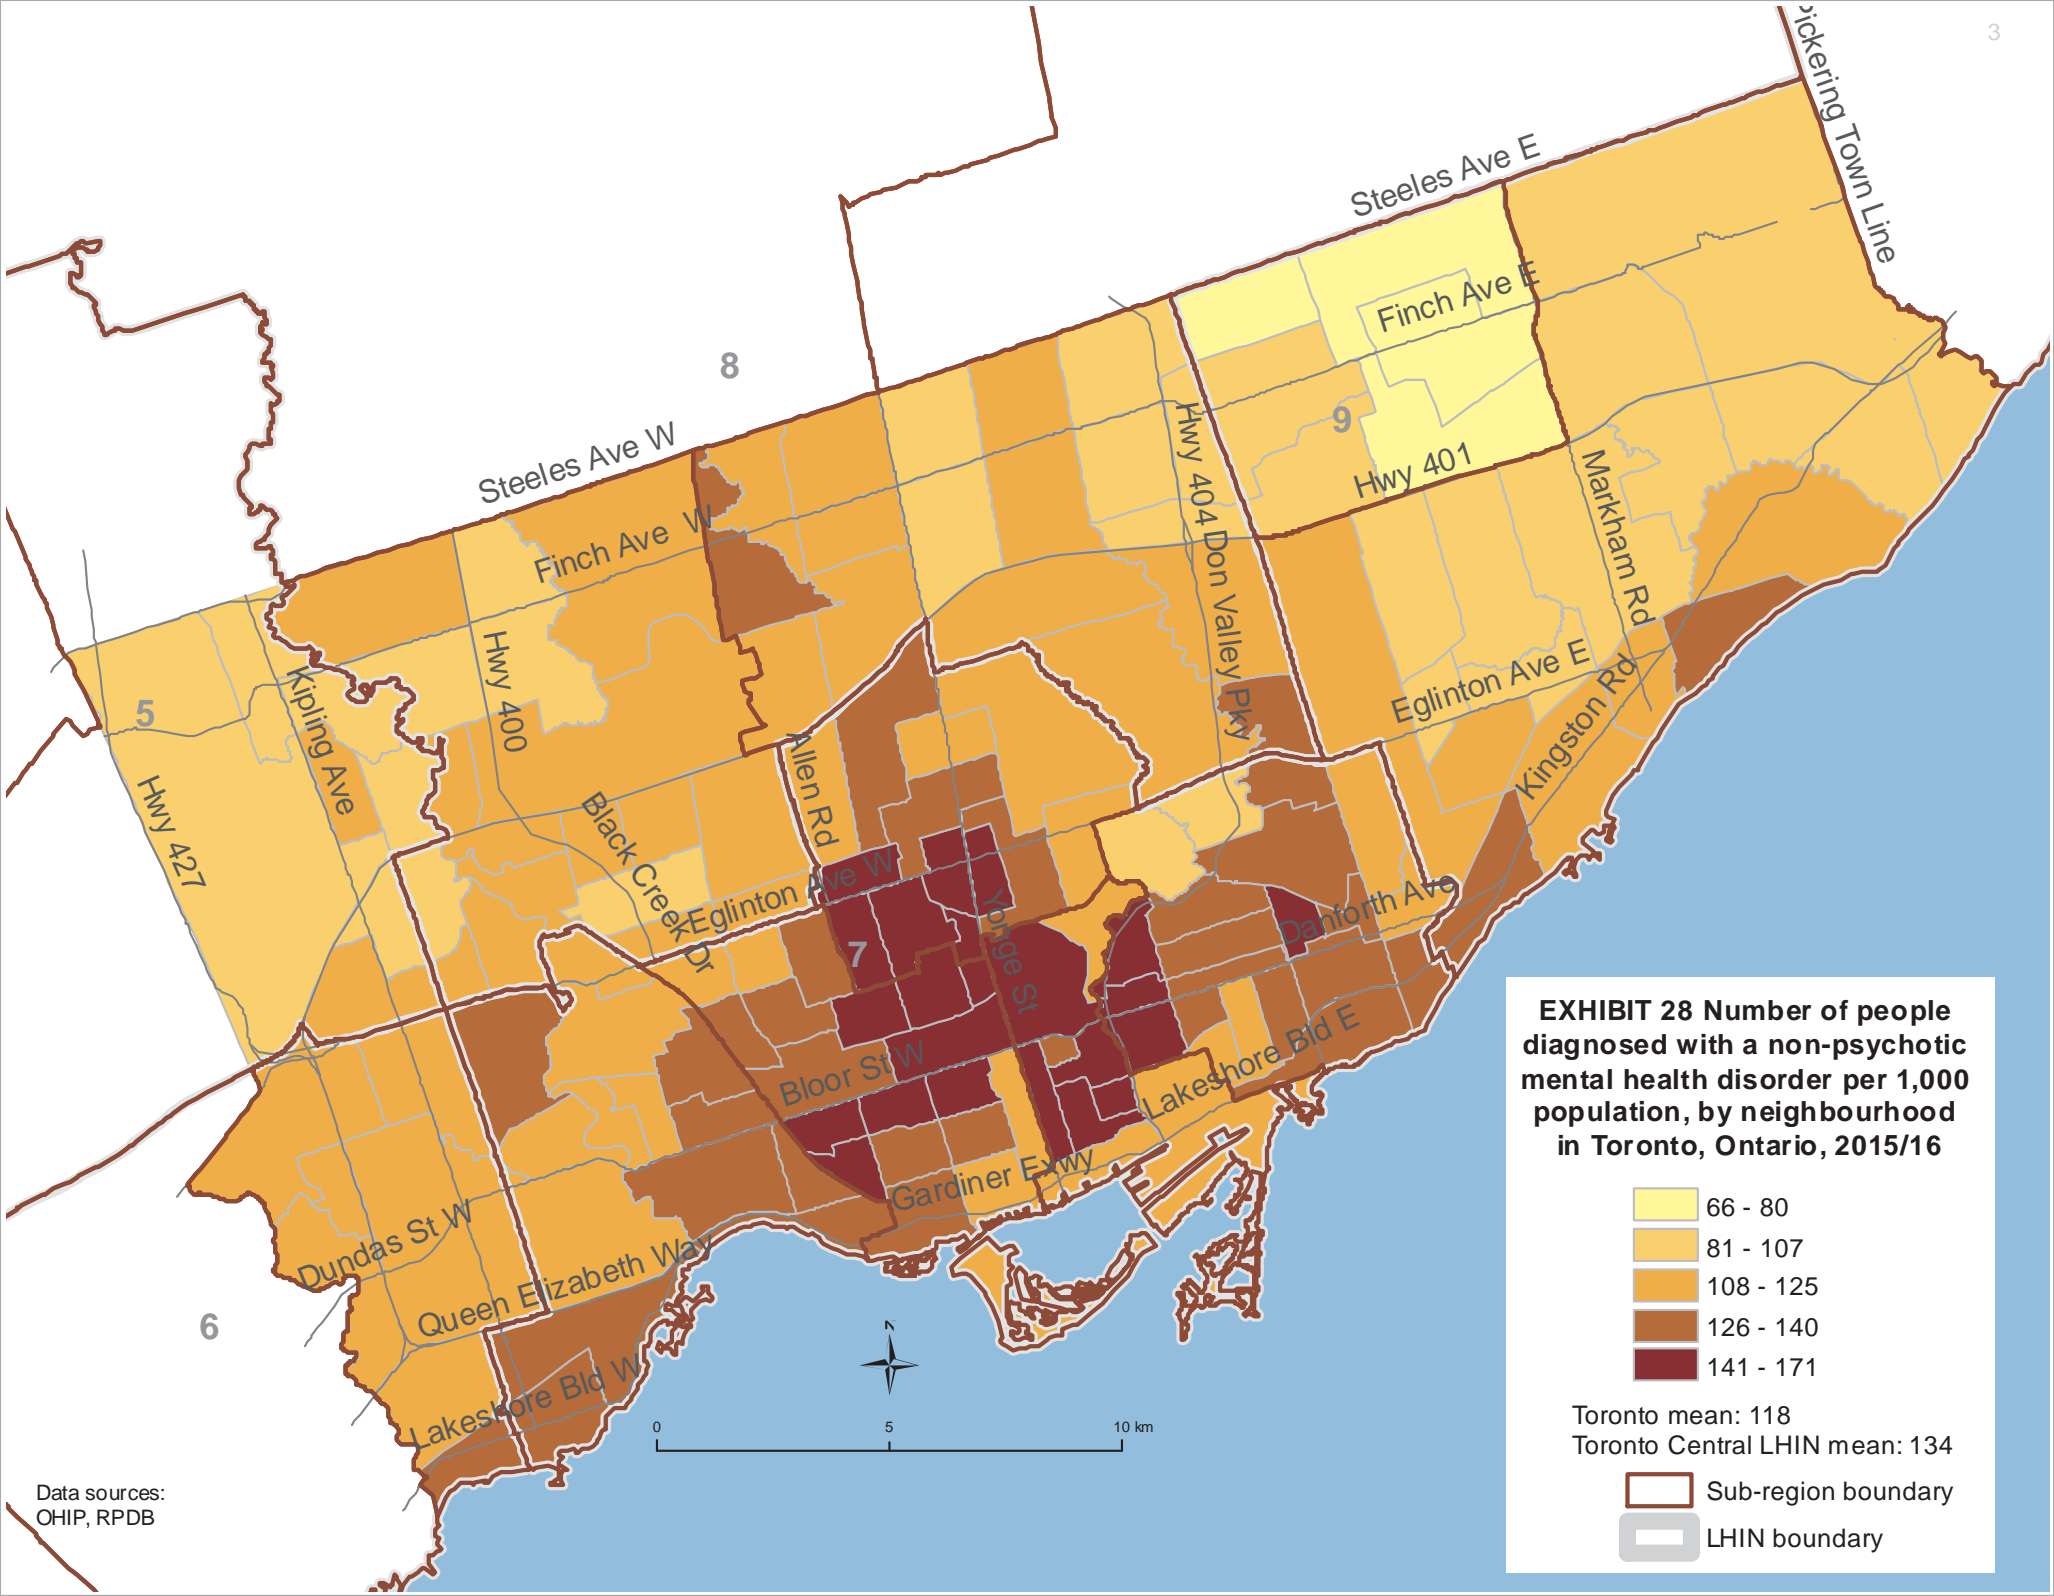 3
Pickering Town Line
Steeles Ave E
Finch Ave E
8
9
Hwy 401
Hwy 404
Don Valley Pky
Markham Rd
Steeles Ave W
Finch Ave W
Hwy 400
Kipling Ave
5
Hwy 427
Allen Rd
Black Creek Dr
Eglinton Ave W
Eglinton Ave E
Kingston Rd
7
Yonge St
Danforth Ave
Bloor St W
Lakeshore Bld E
Gardiner Exwy
Dundas St W
Queen Elizabeth Way
6
Lakeshore Bld W
N
0 5 10 km
Data sources:
OHIP, RPDB
EXHIBIT 28 Number of people
diagnosed with a non-psychotic
mental health disorder per 1,000
population, by neighbourhood
in Toronto, Ontario, 2015/16
66 - 80
81 - 107
108 - 125
126 - 140
141 - 171
Toronto mean: 118
Toronto Central LHIN mean: 134
Sub-region boundary
LHIN boundary